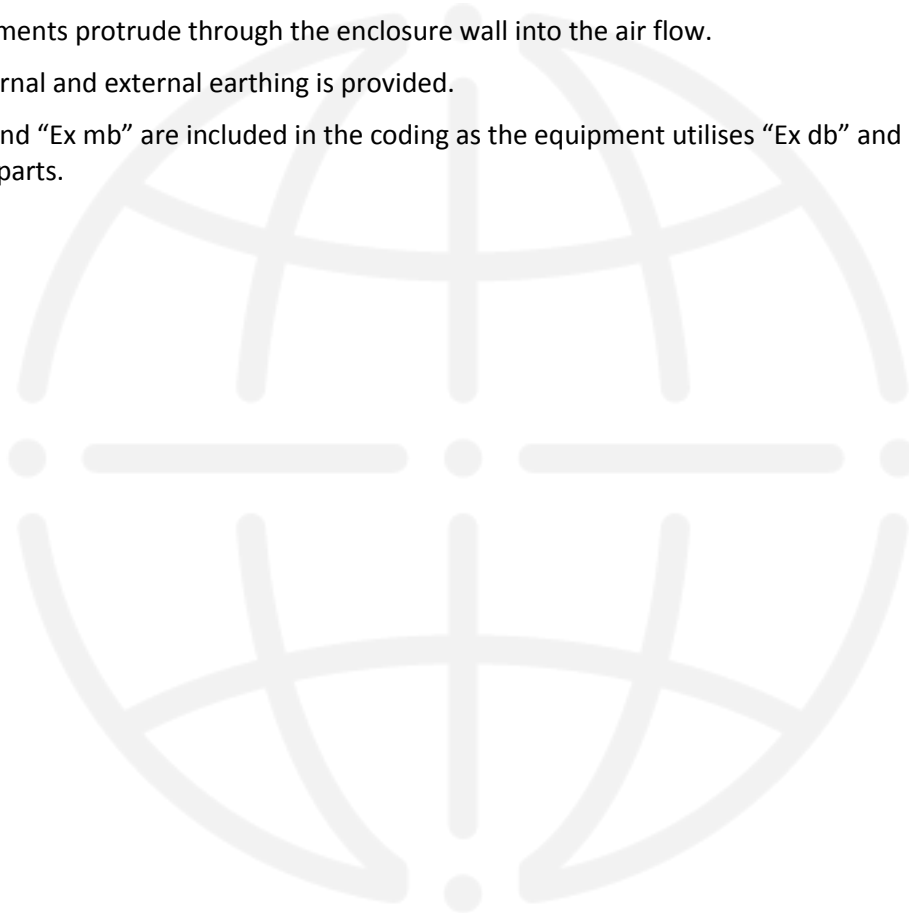 ments protrude through the enclosure wall into the air flow.
rnal and external earthing is provided.
nd “Ex mb” are included in the coding as the equipment utilises “Ex db” and
parts.